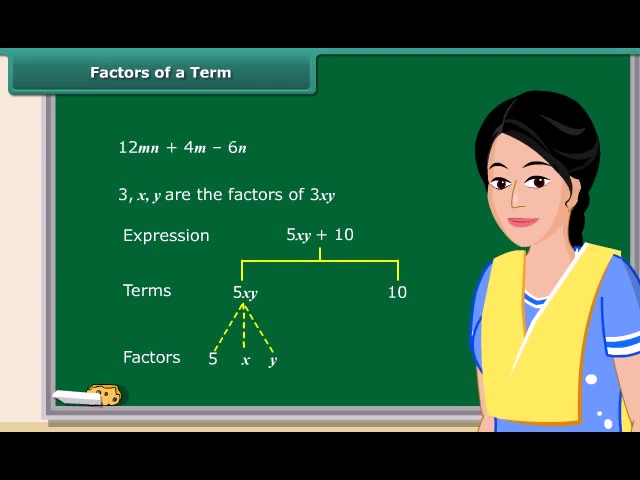 Factors of a Term
12mn + 4m – 6n
3, x, y are the factors of 3xy
Expression 5xy + 10
Terms 5xy 10
Factors 5 x y